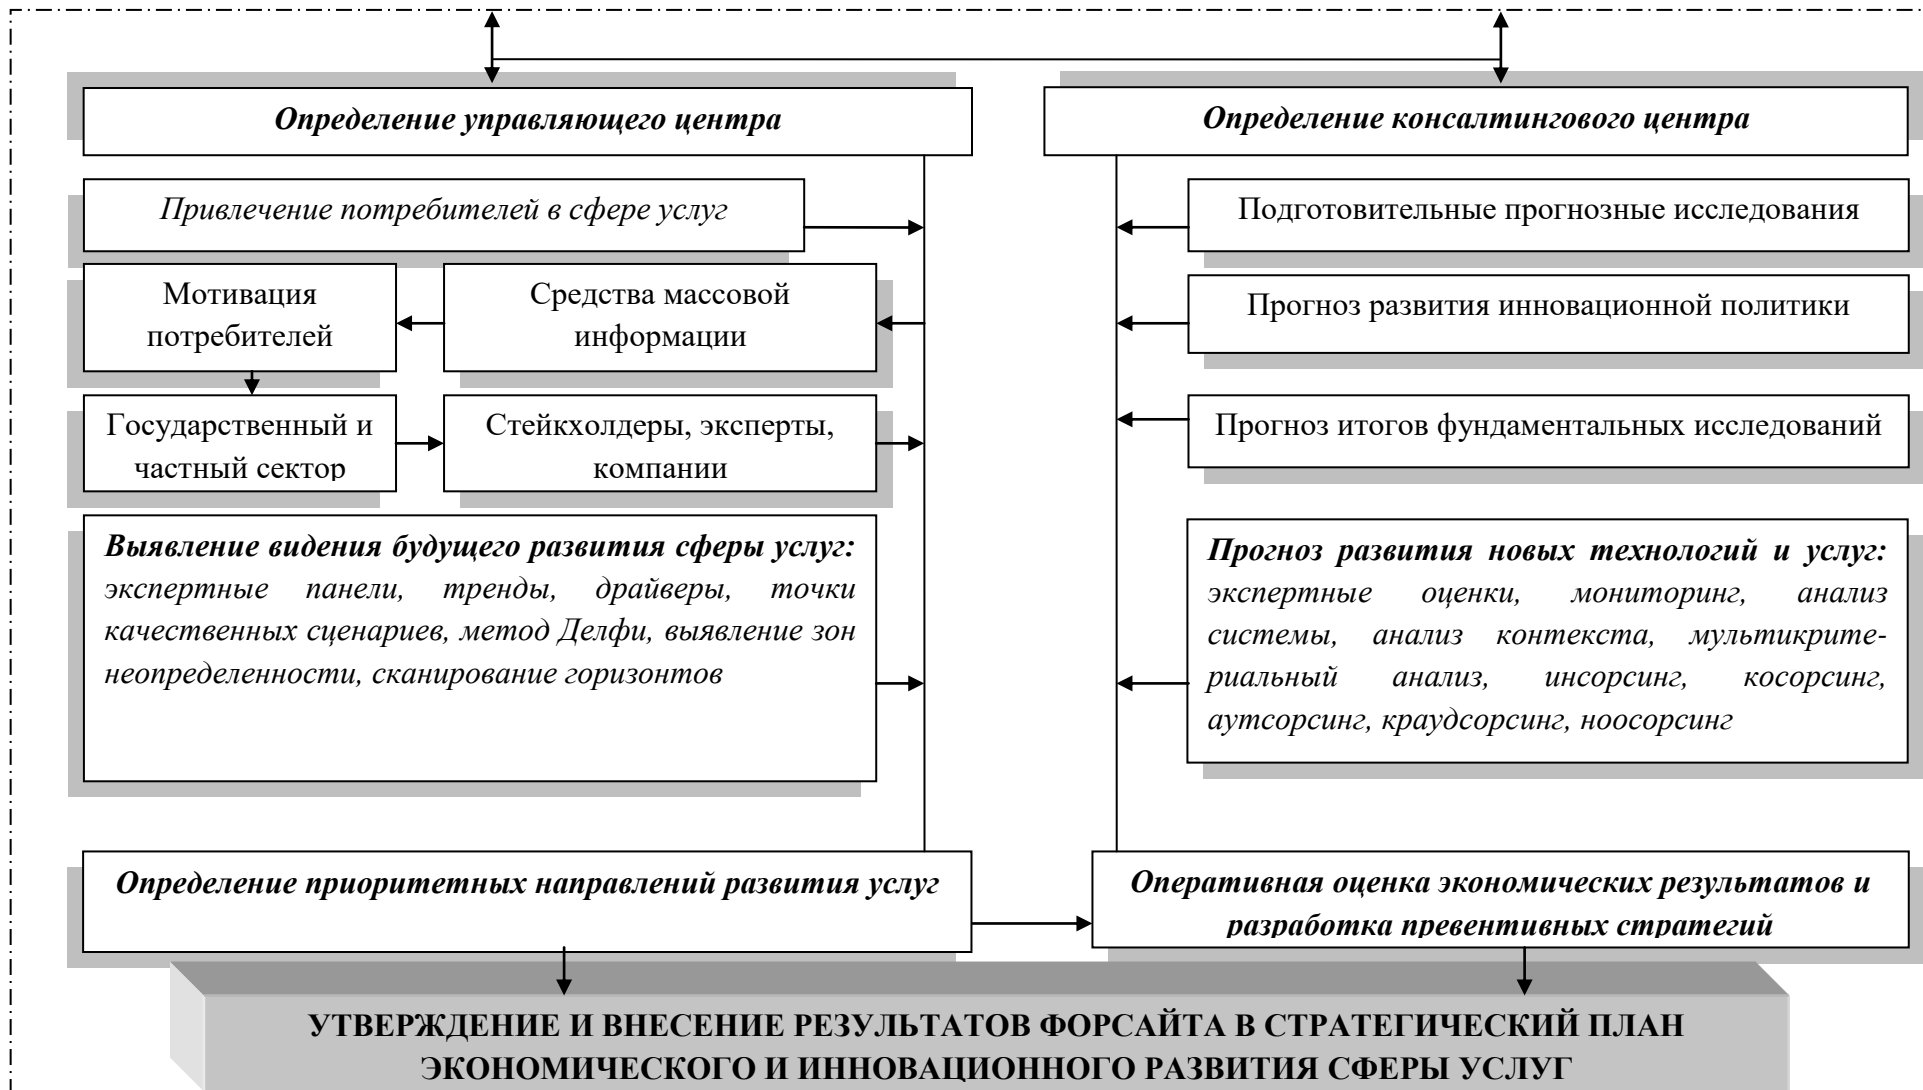 Определение управляющего центра
Определение консалтингового центра
Привлечение потребителей в сфере услуг
Подготовительные прогнозные исследования
Мотивация
потребителей
Средства массовой
информации
Прогноз развития инновационной политики
Государственный и
частный сектор
Стейкхолдеры, эксперты,
компании
Прогноз итогов фундаментальных исследований
Выявление видения будущего развития сферы услуг:
экспертные панели, тренды, драйверы, точки
качественных сценариев, метод Делфи, выявление зон
неопределенности, сканирование горизонтов
Прогноз развития новых технологий и услуг:
экспертные оценки, мониторинг, анализ
системы, анализ контекста, мультикрите-
риальный анализ, инсорсинг, косорсинг,
аутсорсинг, краудсорсинг, ноосорсинг
Определение приоритетных направлений развития услуг
Оперативная оценка экономических результатов и
разработка превентивных стратегий
УТВЕРЖДЕНИЕ И ВНЕСЕНИЕ РЕЗУЛЬТАТОВ ФОРСАЙТА В СТРАТЕГИЧЕСКИЙ ПЛАН
ЭКОНОМИЧЕСКОГО И ИННОВАЦИОННОГО РАЗВИТИЯ СФЕРЫ УСЛУГ